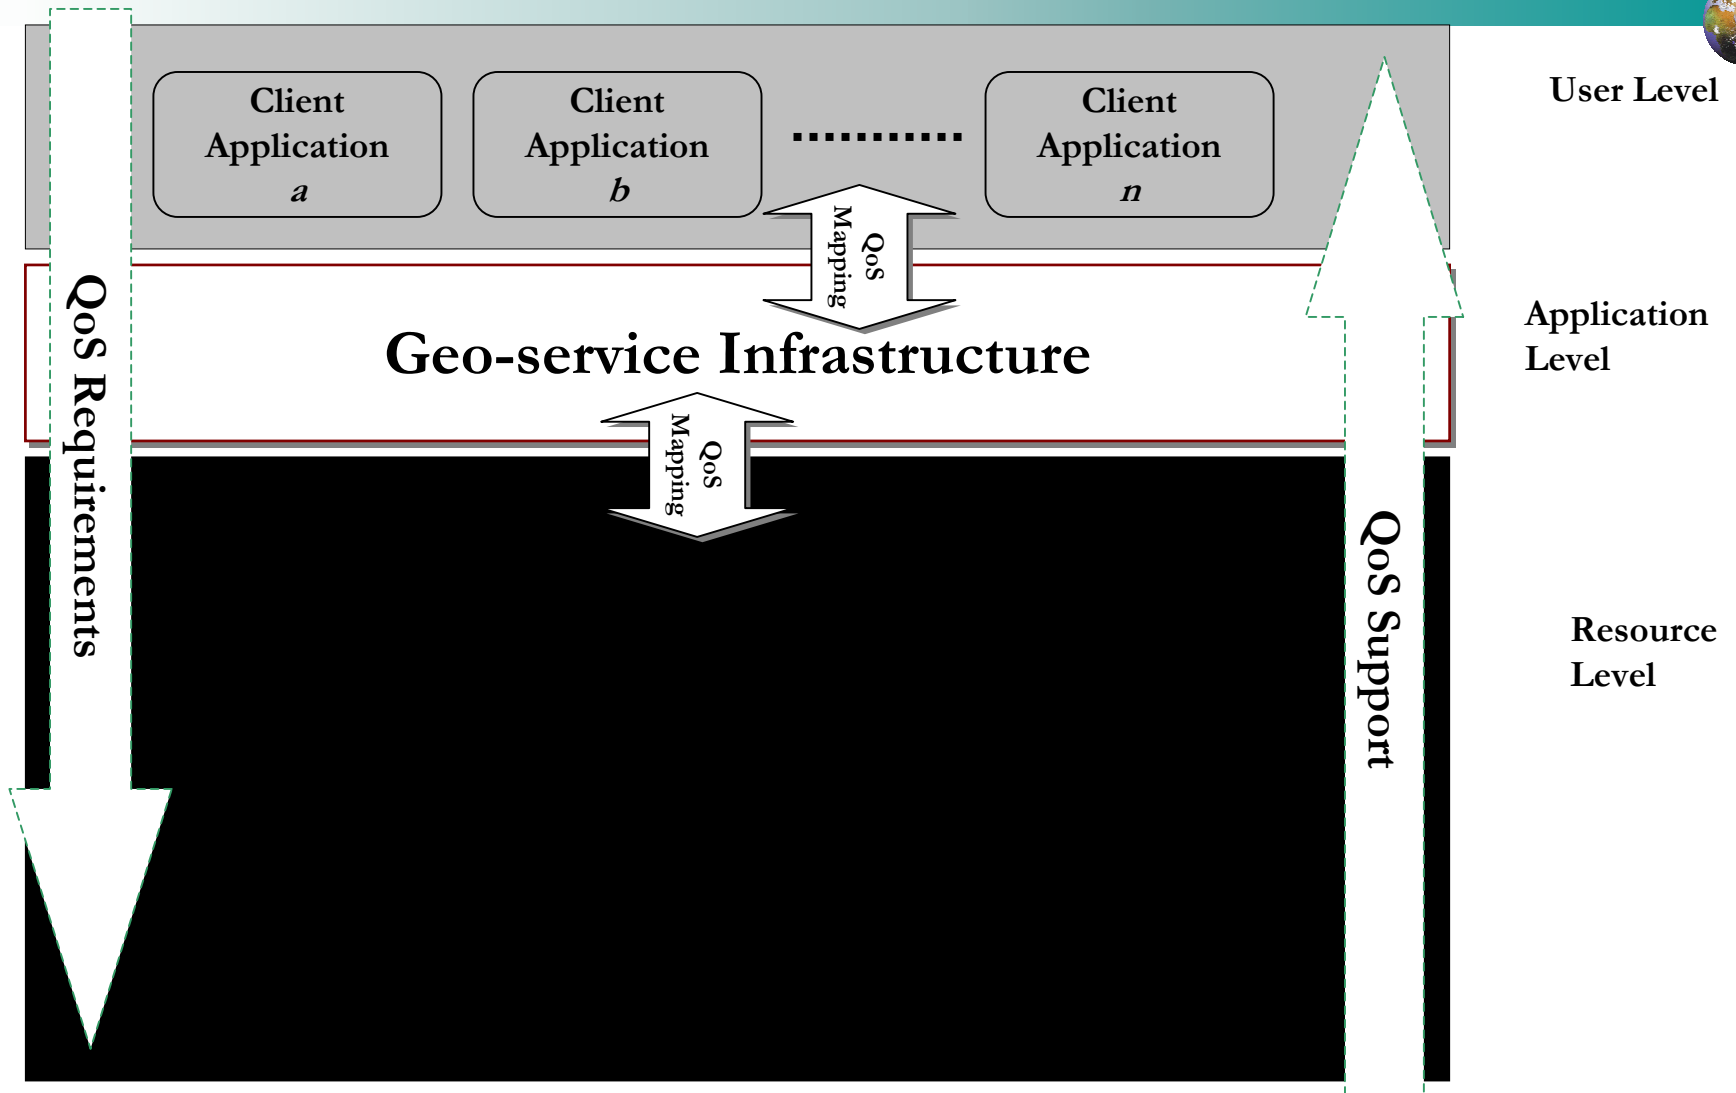 Client
Application
a
Client
Application
b
Client
Application
n
User Level
QoS
Mapping
QoS Requirements
Geo-service Infrastructure
Application
Level
QoS
Mapping
QoS Support
Resource
Level